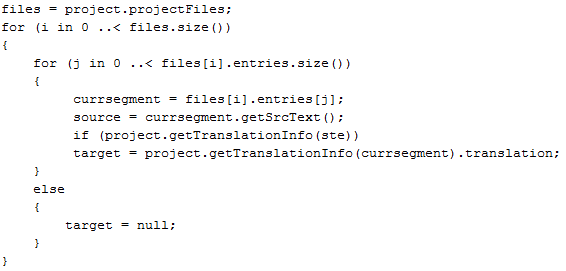 files = project.projectFiles;
for (i in 0 ..< files.size())
{
    for (j in 0 ..< files[i].entries.size())
    {
         currsegment = files[i].entries[j];
         source = currsegment.getSrcText();
         if (project.getTranslationInfo(ste))
         target = project.getTranslationInfo(currsegment).translation;
    }
    else
    {
        target = null;
    }
}